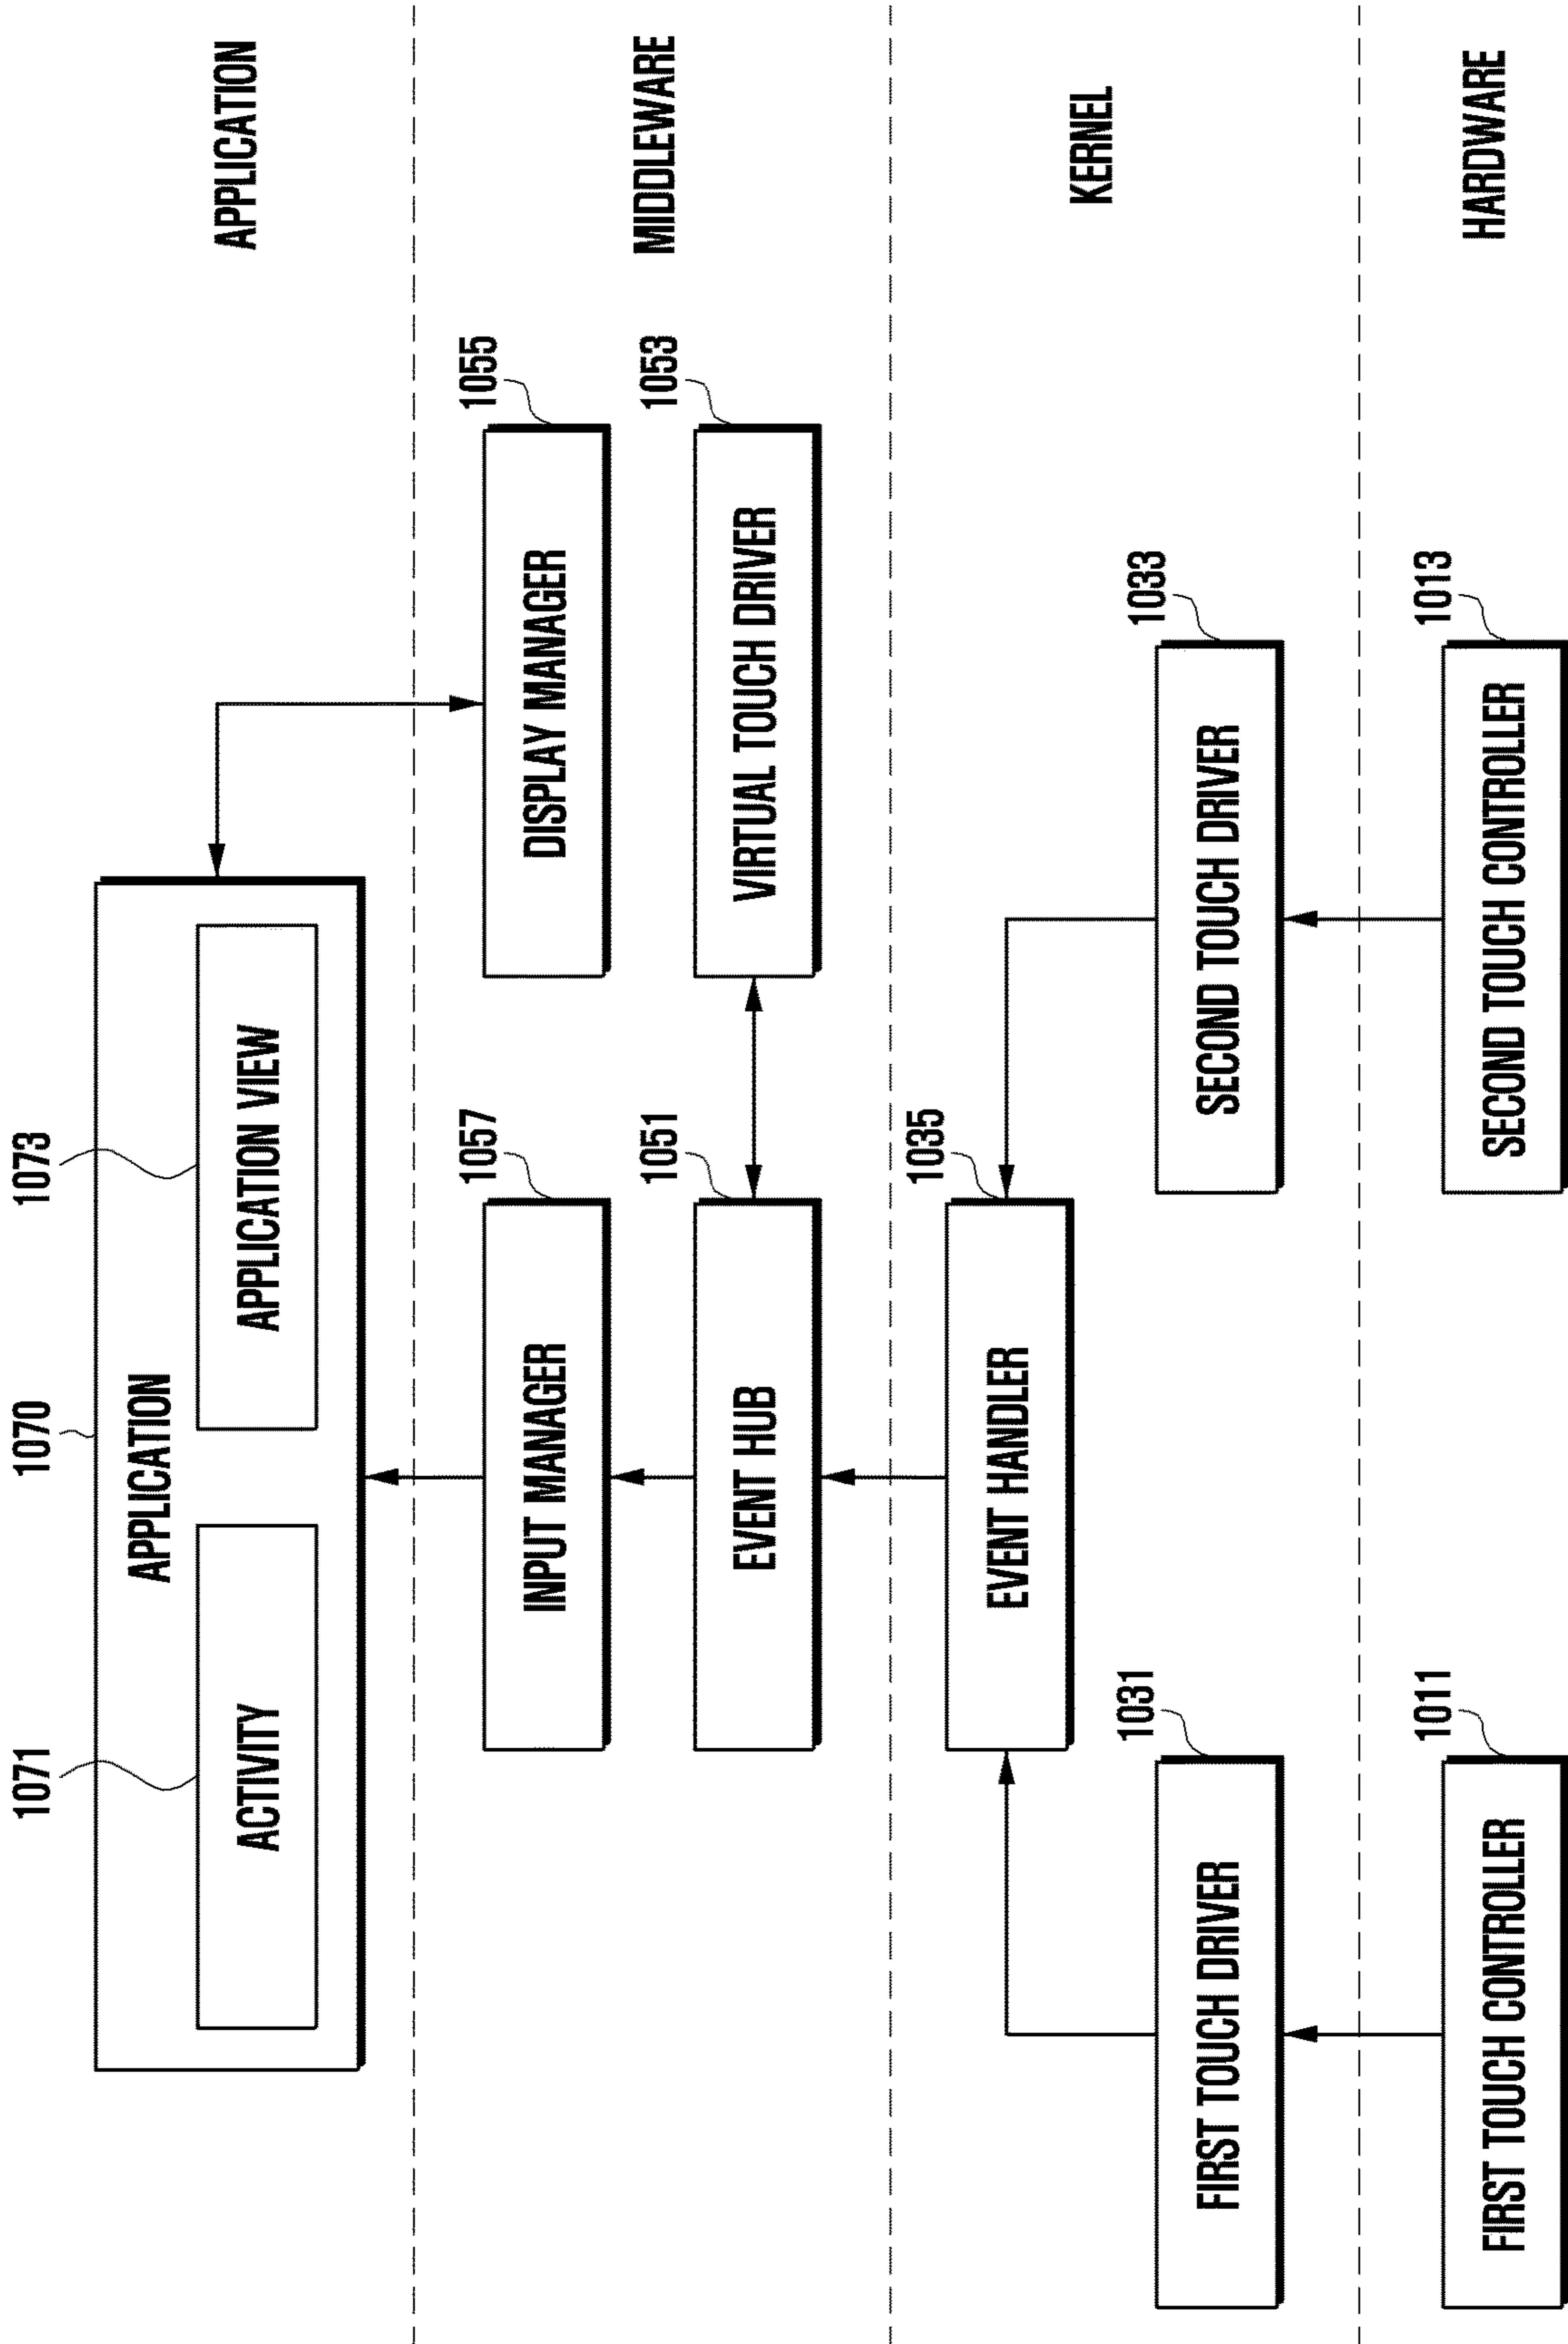 1071
1070
1073
APPLICATION
ACTIVITY
APPLICATION VIEW
APPLICATION
1057
1055
INPUT MANAGER
DISPLAY MANAGER
MIDDLEWARE
1051
1053
EVENT HUB
VIRTUAL TOUCH DRIVER
1035
EVENT HANDLER
KERNEL
1031
1033
FIRST TOUCH DRIVER
SECOND TOUCH DRIVER
1011
1013
FIRST TOUCH CONTROLLER
SECOND TOUCH CONTROLLER
HARDWARE